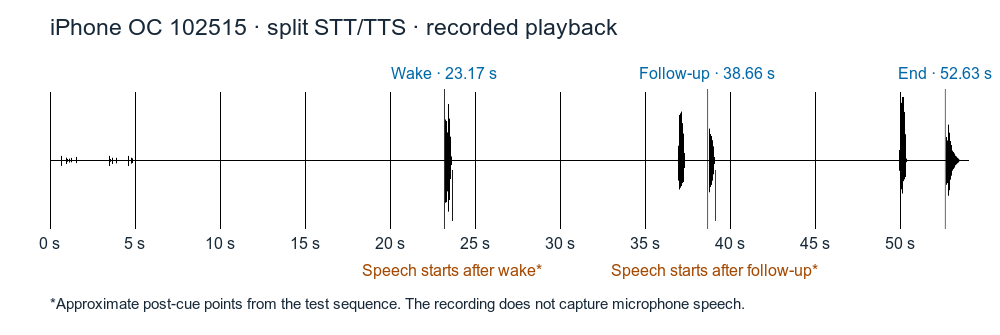 iPhone OC 102515 · split STT/TTS · recorded playback
Wake · 23.17 s
Follow-up · 38.66 s
End · 52.63 s
0 s
5 s
10 s
15 s
20 s
25 s
30 s
35 s
40 s
45 s
50 s
Speech starts after wake*
Speech starts after follow-up*
*Approximate post-cue points from the test sequence. The recording does not capture microphone speech.